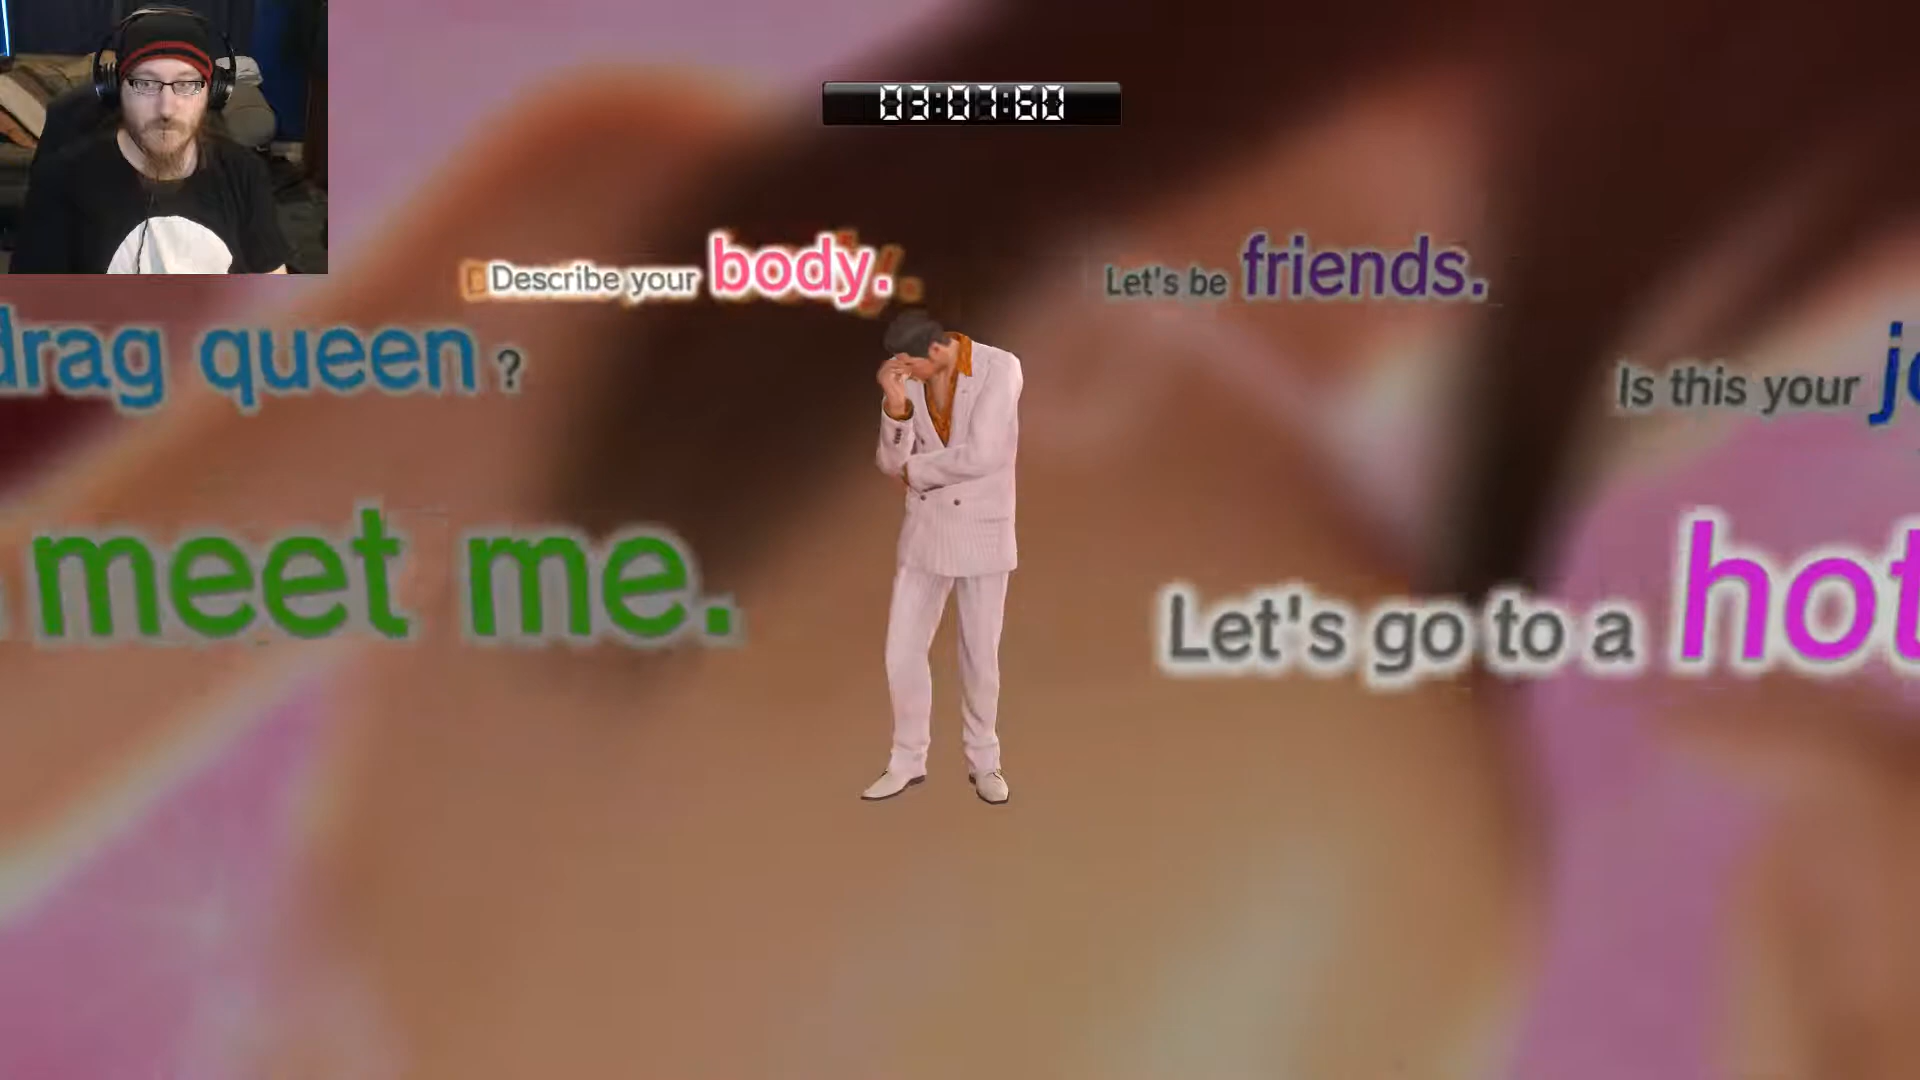 03:07:60
Describe your body.
Let's be friends.
drag queen ?
Is this your
meet me.
Let's go to a